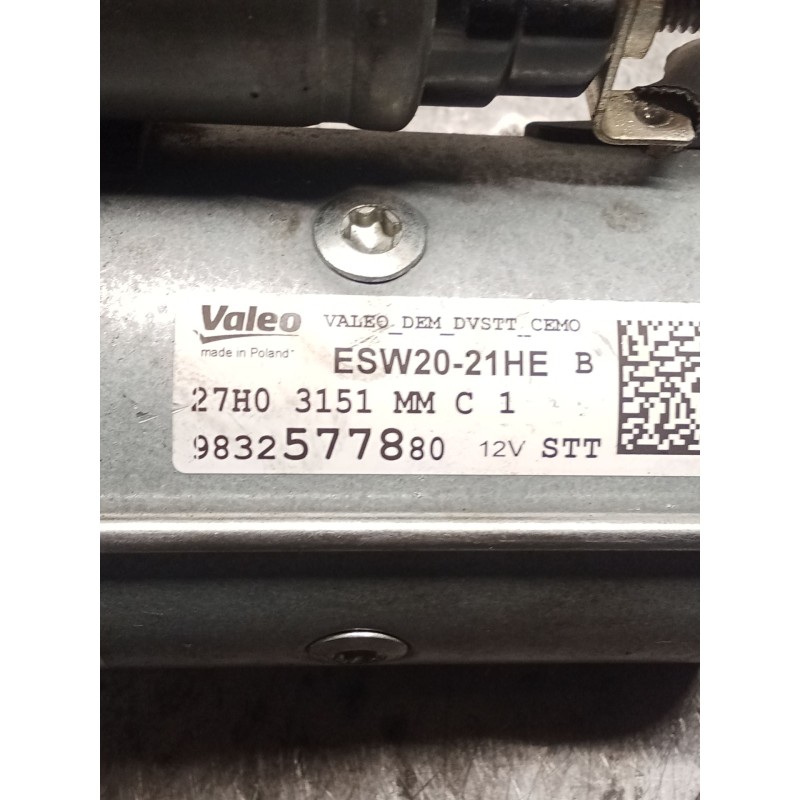 Valeo VALEO_DEM_DVSTT_CEMO
made in Poland ESW20-21HE B
27H0 3151 MM C 1
9832577880 12V STT